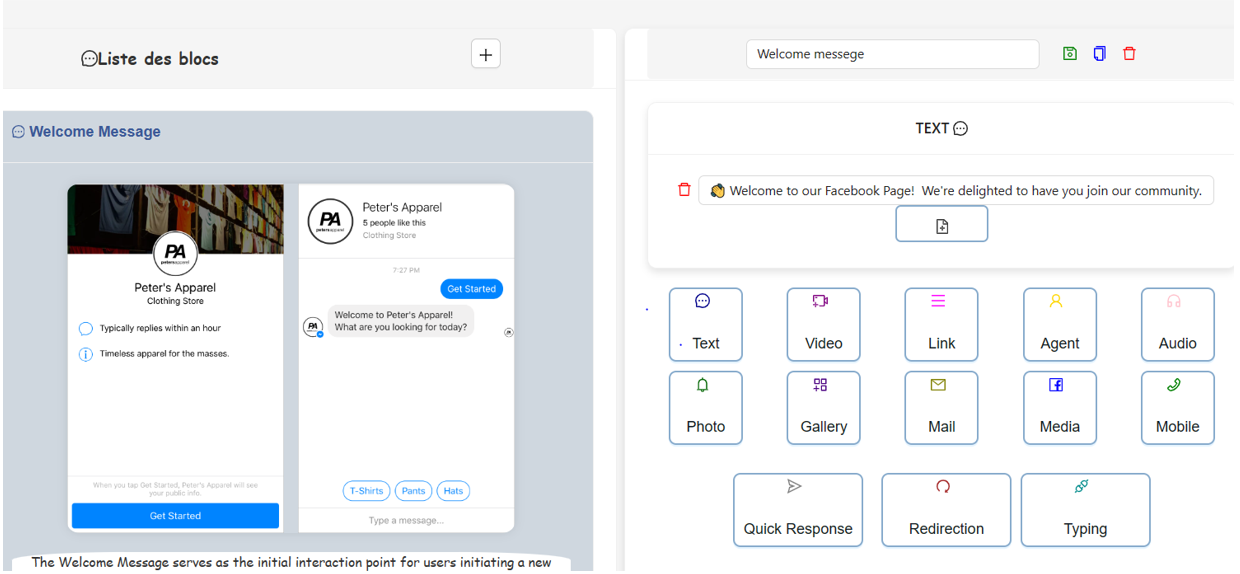 Liste des blocs
Welcome Message
PA
petersapparel
Peter's Apparel
Clothing Store
Typically replies within an hour
Timeless apparel for the masses.
When you tap Get Started, Peter's Apparel will see
your public info.
Get Started
PA
petersapparel
Peter's Apparel
5 people like this
Clothing Store
7:27 PM
Get Started
PA
Welcome to Peter's Apparel!
What are you looking for today?
T-Shirts Pants Hats
Type a message...
The Welcome Message serves as the initial interaction point for users initiating a new
Welcome messege
TEXT
👏 Welcome to our Facebook Page! We're delighted to have you join our community.
Text Video Link Agent Audio
Photo Gallery Mail Media Mobile
Quick Response Redirection Typing